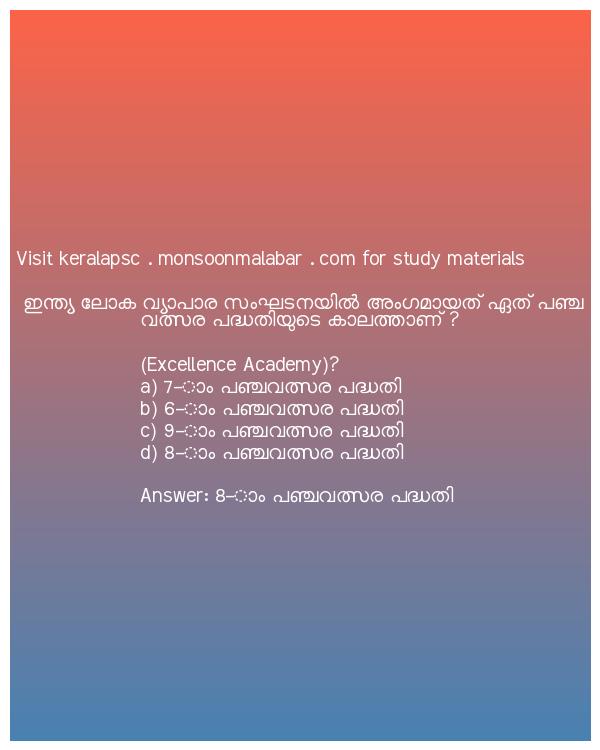 Visit keralapsc . monsoonmalabar . com for study materials
ഇന്ത്യ ലോക വ്യാപാര സംഘടനയിൽ അംഗമായത് ഏത് പഞ്ച
വത്സര പദ്ധതിയുടെ കാലത്താണ് ?
(Excellence Academy)?
a) 7-ാം പഞ്ചവത്സര പദ്ധതി
b) 6-ാം പഞ്ചവത്സര പദ്ധതി
c) 9-ാം പഞ്ചവത്സര പദ്ധതി
d) 8-ാം പഞ്ചവത്സര പദ്ധതി
Answer: 8-ാം പഞ്ചവത്സര പദ്ധതി